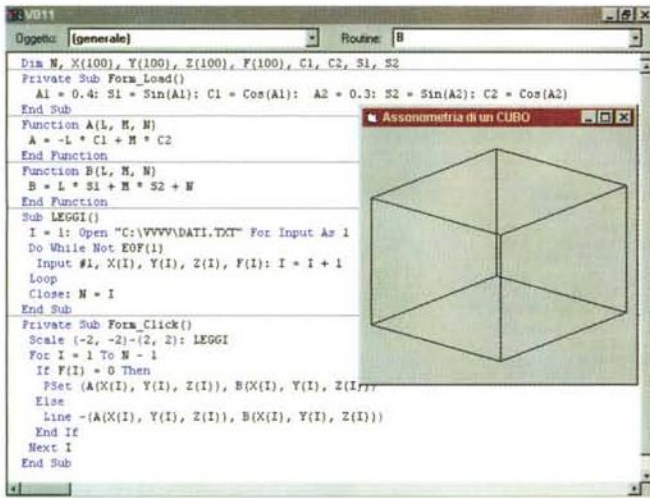 V011
Oggetto: (generale) Routine: B
Dim N, X(100), Y(100), Z(100), F(100), C1, C2, S1, S2
Private Sub Form_Load()
A1 = 0.4: S1 = Sin(A1): C1 = Cos(A1): A2 = 0.3: S2 = Sin(A2): C2 = Cos(A2)
End Sub
Function A(L, M, N)
A = -L * C1 + M * C2
End Function
Function B(L, M, N)
B = L * S1 + M * S2 + N
End Function
Sub LEGGI()
I = 1: Open "C:\VVVV\DATI.TXT" For Input As 1
Do While Not EOF(1)
Input #1, X(I), Y(I), Z(I), F(I): I = I + 1
Loop
Close: N = I
End Sub
Private Sub Form_Click()
Scale (-2, -2)-(2, 2): LEGGI
For I = 1 To N - 1
If F(I) = 0 Then
PSet (A(X(I), Y(I), Z(I)), B(X(I), Y(I), Z(I)))
Else
Line -(A(X(I), Y(I), Z(I)), B(X(I), Y(I), Z(I)))
End If
Next I
End Sub
Assonometria di un CUBO